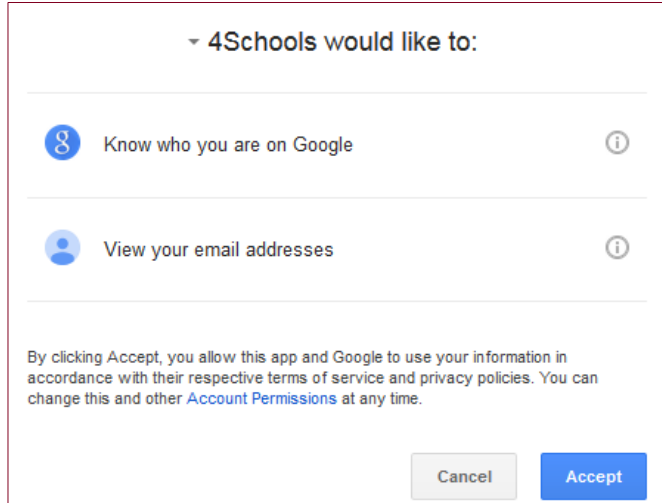 4Schools would like to:
8
Know who you are on Google
i
View your email addresses
i
By clicking Accept, you allow this app and Google to use your information in
accordance with their respective terms of service and privacy policies. You can
change this and other Account Permissions at any time.
Cancel
Accept